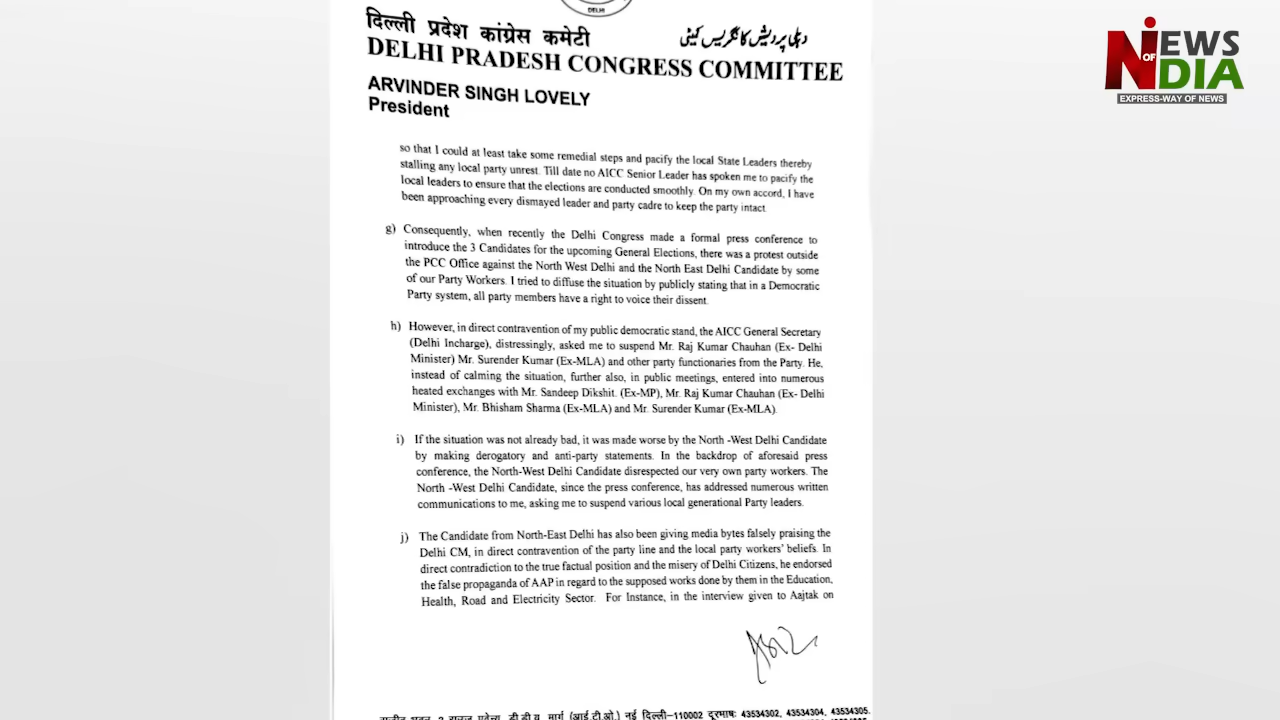 DELHI
दिल्ली प्रदेश कांग्रेस कमेटी
دہلی پردیش کانگریس کمیٹی
DELHI PRADESH CONGRESS COMMITTEE
ARVINDER SINGH LOVELY
President
NEWS OF INDIA
EXPRESS-WAY OF NEWS
so that I could at least take some remedial steps and pacify the local State Leaders thereby
stalling any local party unrest. Till date no AICC Senior Leader has spoken me to pacify the
local leaders to ensure that the elections are conducted smoothly. On my own accord, I have
been approaching every dismayed leader and party cadre to keep the party intact.
g) Consequently, when recently the Delhi Congress made a formal press conference to
introduce the 3 Candidates for the upcoming General Elections, there was a protest outside
the PCC Office against the North West Delhi and the North East Delhi Candidate by some
of our Party Workers. I tried to diffuse the situation by publicly stating that in a Democratic
Party system, all party members have a right to voice their dissent.
h) However, in direct contravention of my public democratic stand, the AICC General Secretary
(Delhi Incharge), distressingly, asked me to suspend Mr. Raj Kumar Chauhan (Ex- Delhi
Minister) Mr. Surender Kumar (Ex-MLA) and other party functionaries from the Party. He,
instead of calming the situation, further also, in public meetings, entered into numerous
heated exchanges with Mr. Sandeep Dikshit. (Ex-MP), Mr. Raj Kumar Chauhan (Ex- Delhi
Minister), Mr. Bhisham Sharma (Ex-MLA) and Mr. Surender Kumar (Ex-MLA).
i) If the situation was not already bad, it was made worse by the North -West Delhi Candidate
by making derogatory and anti-party statements. In the backdrop of aforesaid press
conference, the North-West Delhi Candidate disrespected our very own party workers. The
North -West Delhi Candidate, since the press conference, has addressed numerous written
communications to me, asking me to suspend various local generational Party leaders.
j) The Candidate from North-East Delhi has also been giving media bytes falsely praising the
Delhi CM, in direct contravention of the party line and the local party workers' beliefs. In
direct contradiction to the true factual position and the misery of Delhi Citizens, he endorsed
the false propaganda of AAP in regard to the supposed works done by them in the Education,
Health, Road and Electricity Sector. For Instance, in the interview given to Aajtak on
मार्ग (आई.टी.ओ.) नई दिल्ली-110002 दूरभाष: 43534302, 43534304, 43534305.